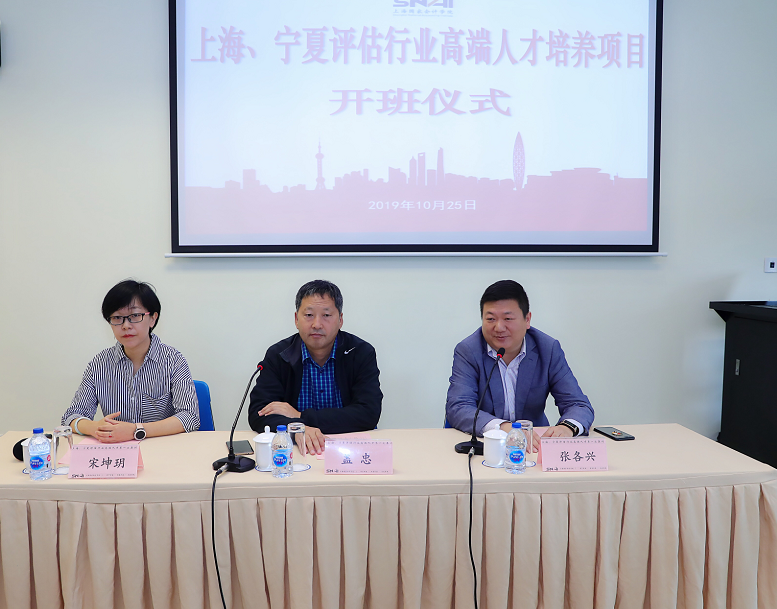 SNAI
上海、宁夏评估行业高端人才培养项目
开班仪式
2019年10月25日
宋坤玥
孟 忠
张各兴